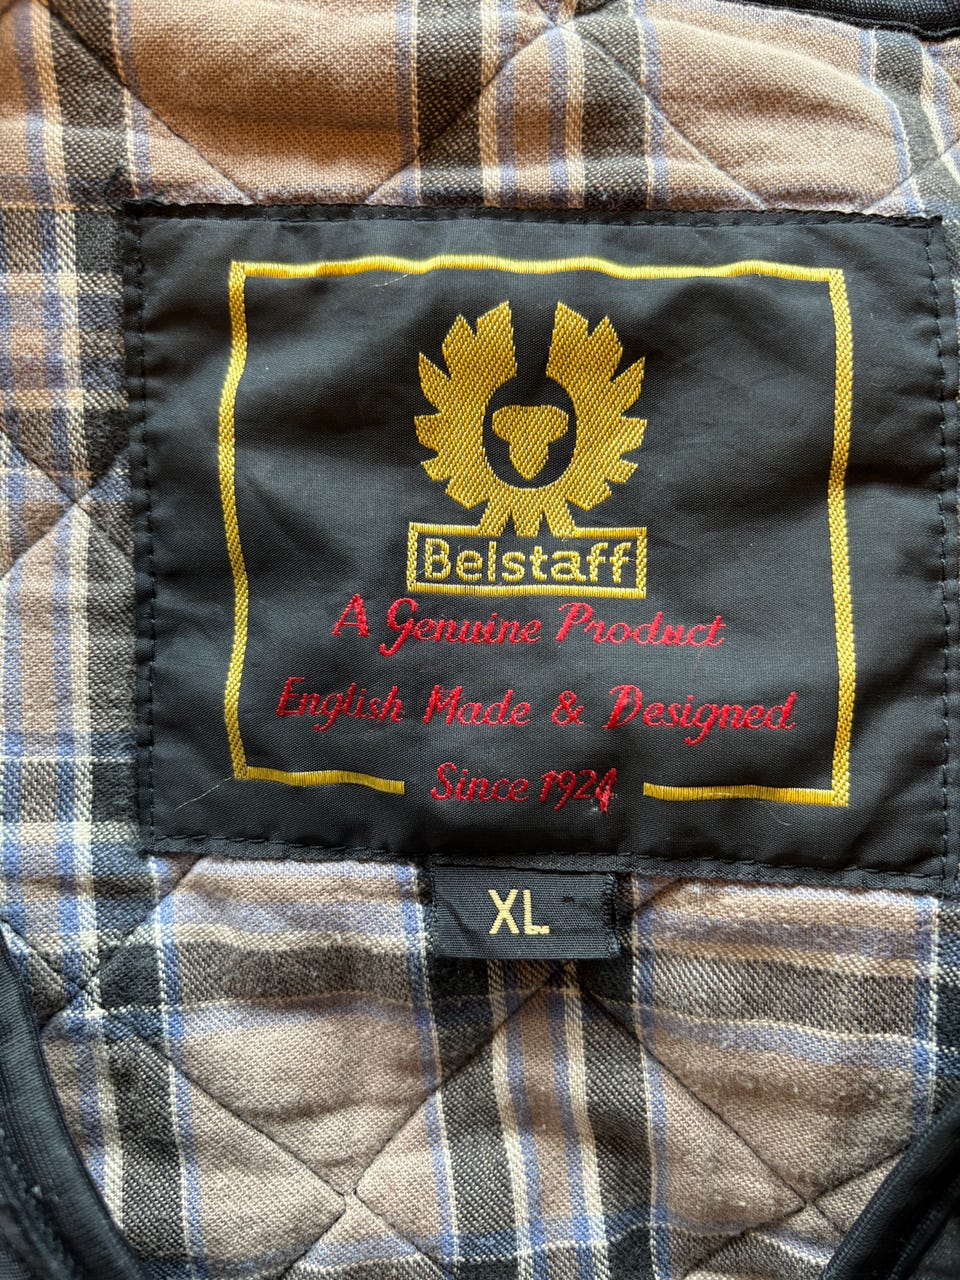 Belstaff
A Genuine Product
English Made & Designed
Since 1924
XL